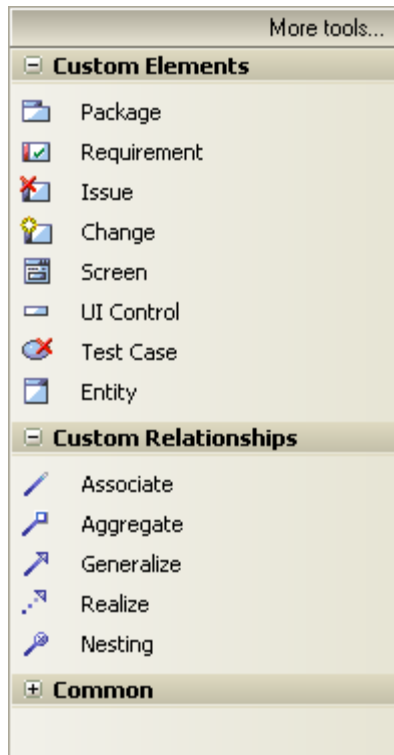 More tools...
Custom Elements
Package
Requirement
Issue
Change
Screen
UI Control
Test Case
Entity
Custom Relationships
Associate
Aggregate
Generalize
Realize
Nesting
Common